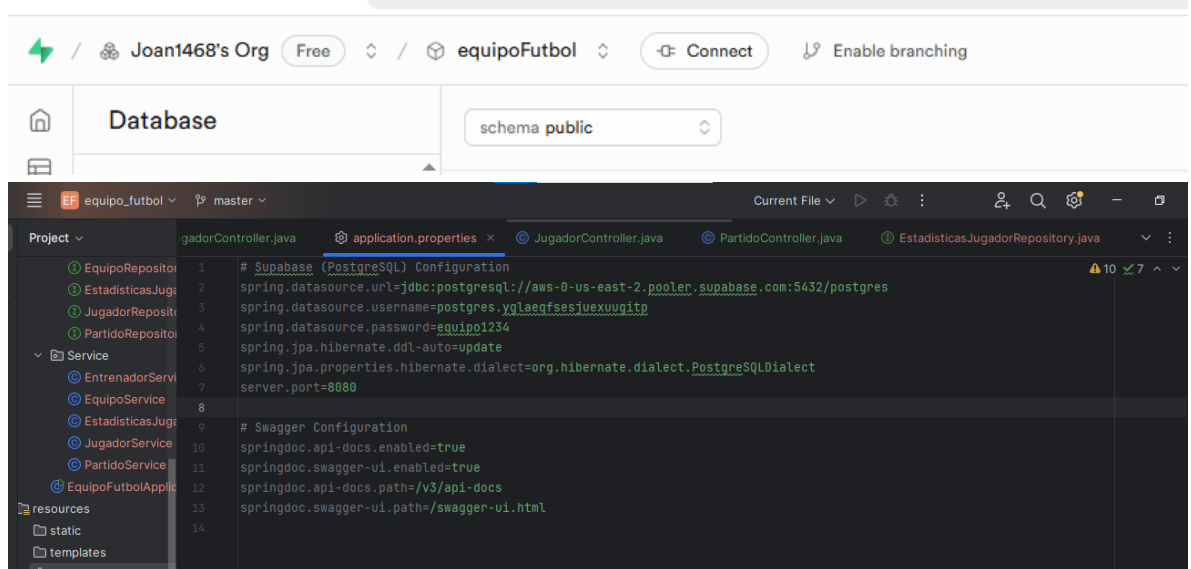 / Joan1468's Org Free / equipoFutbol Connect Enable branching
Database
schema public
EF equipo_futbol master Current File
Project
gadorController.java application.properties × JugadorController.java PartidoController.java EstadisticasJugadorRepository.java
EquipoRepositor
EstadisticasJuga
JugadorReposito
PartidoRepositor
Service
EntrenadorServi
EquipoService
EstadisticasJuga
JugadorService
PartidoService
EquipoFutbolApplic
resources
static
templates
1 # Supabase (PostgreSQL) Configuration
2 spring.datasource.url=jdbc:postgresql://aws-0-us-east-2.pooler.supabase.com:5432/postgres
3 spring.datasource.username=postgres.yglaeqfsesjuexuugitp
4 spring.datasource.password=equipo1234
5 spring.jpa.hibernate.ddl-auto=update
6 spring.jpa.properties.hibernate.dialect=org.hibernate.dialect.PostgreSQLDialect
7 server.port=8080
8
9 # Swagger Configuration
10 springdoc.api-docs.enabled=true
11 springdoc.swagger-ui.enabled=true
12 springdoc.api-docs.path=/v3/api-docs
13 springdoc.swagger-ui.path=/swagger-ui.html
14
10 7